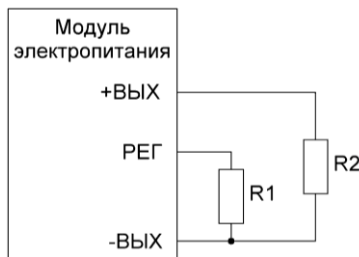 Модуль
электропитания
+ВЫХ
РЕГ
R2
R1
-ВЫХ